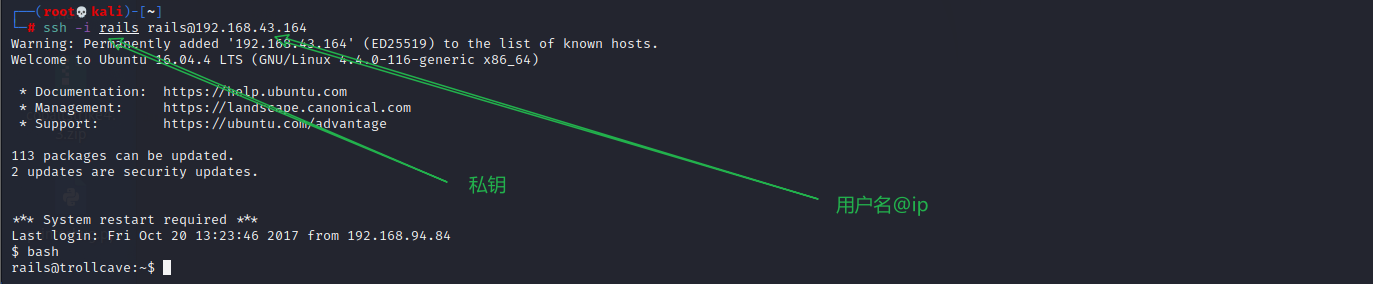 ┌──(root💀kali)-[~]
└─# ssh -i rails rails@192.168.43.164
Warning: Permanently added '192.168.43.164' (ED25519) to the list of known hosts.
Welcome to Ubuntu 16.04.4 LTS (GNU/Linux 4.4.0-116-generic x86_64)
* Documentation:  https://help.ubuntu.com
* Management:     https://landscape.canonical.com
* Support:        https://ubuntu.com/advantage
113 packages can be updated.
2 updates are security updates.
私钥
用户名@ip
*** System restart required ***
Last login: Fri Oct 20 13:23:46 2017 from 192.168.94.84
$ bash
rails@trollcave:~$